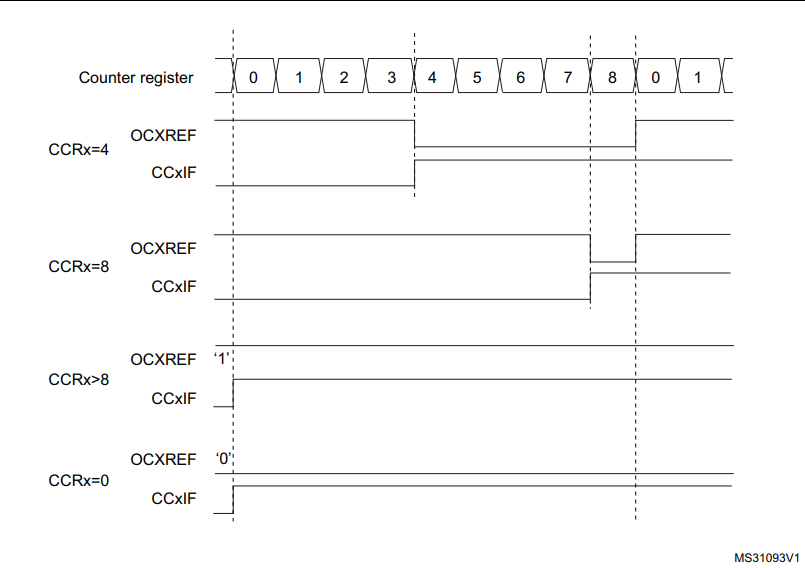 Counter register 0 1 2 3 4 5 6 7 8 0 1
OCXREF
CCRx=4
CCxIF
OCXREF
CCRx=8
CCxIF
OCXREF '1'
CCRx>8
CCxIF
OCXREF '0'
CCRx=0
CCxIF
MS31093V1